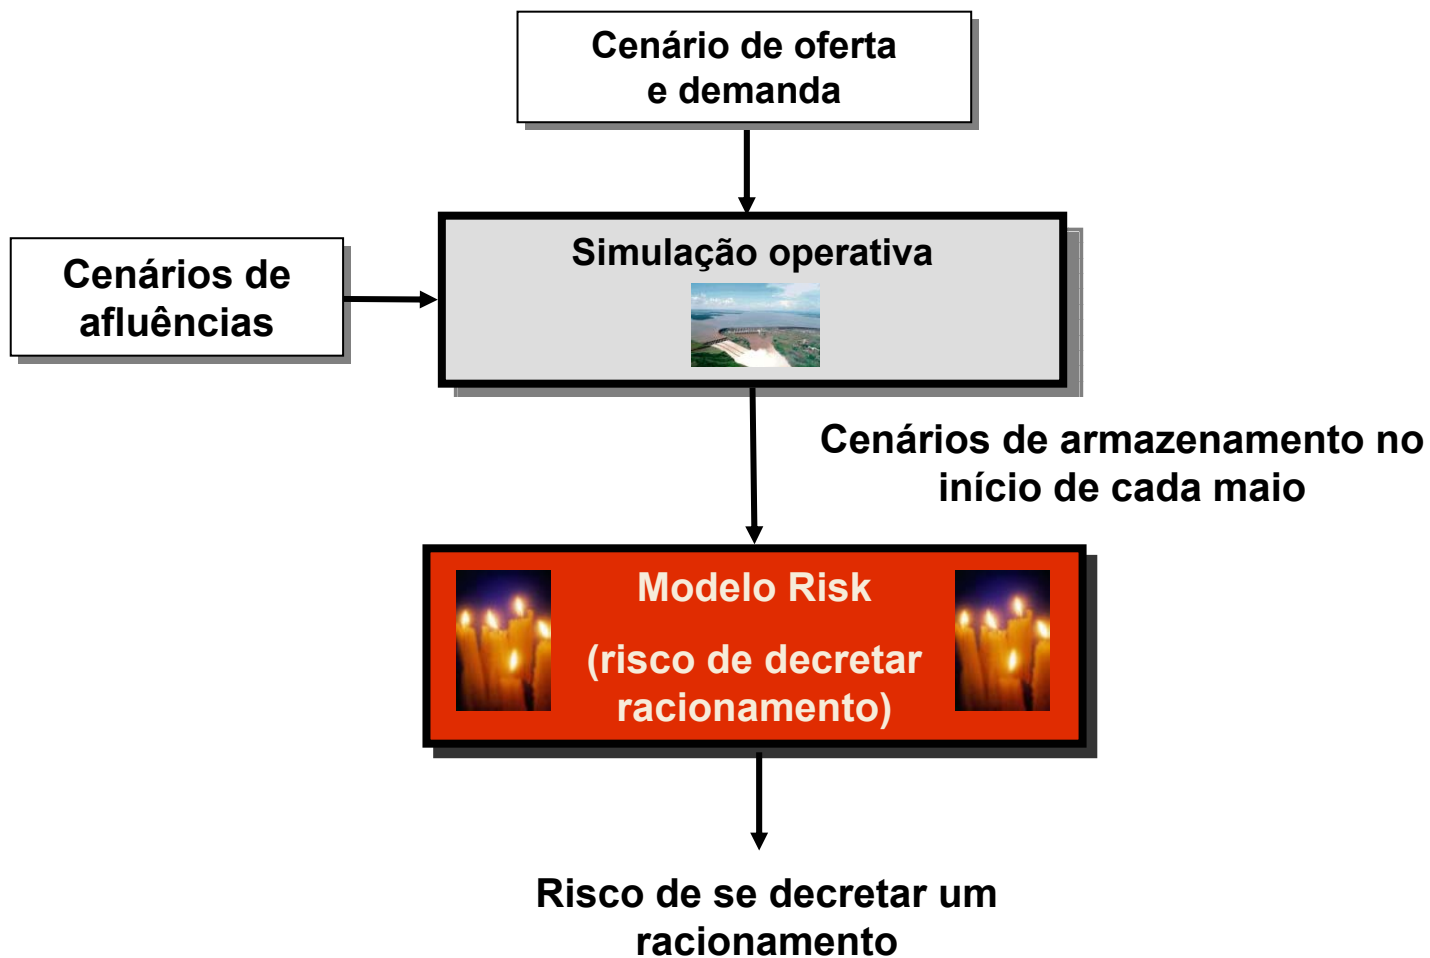 Cenário de oferta
e demanda
Simulação operativa
Cenários de
afluências
Cenários de armazenamento no
início de cada maio
Modelo Risk
(risco de decretar
racionamento)
Risco de se decretar um
racionamento